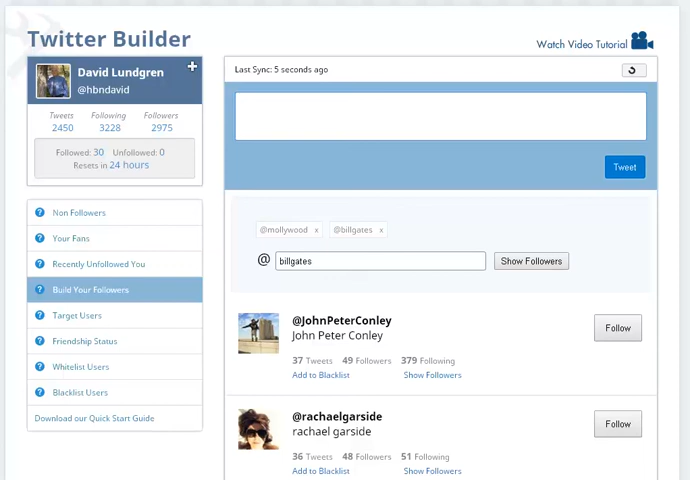 Twitter Builder
Watch Video Tutorial
David Lundgren
@hbndavid
Tweets Following Followers
2450 3228 2975
Followed: 30 Unfollowed: 0
Resets in 24 hours
Non Followers
Your Fans
Recently Unfollowed You
Build Your Followers
Target Users
Friendship Status
Whitelist Users
Blacklist Users
Download our Quick Start Guide
Last Sync: 5 seconds ago
Tweet
@mollywood x @billgates x
@ billgates Show Followers
@JohnPeterConley
John Peter Conley
Follow
37 Tweets 49 Followers 379 Following
Add to Blacklist Show Followers
@rachaelgarside
rachael garside
Follow
36 Tweets 48 Followers 51 Following
Add to Blacklist Show Followers